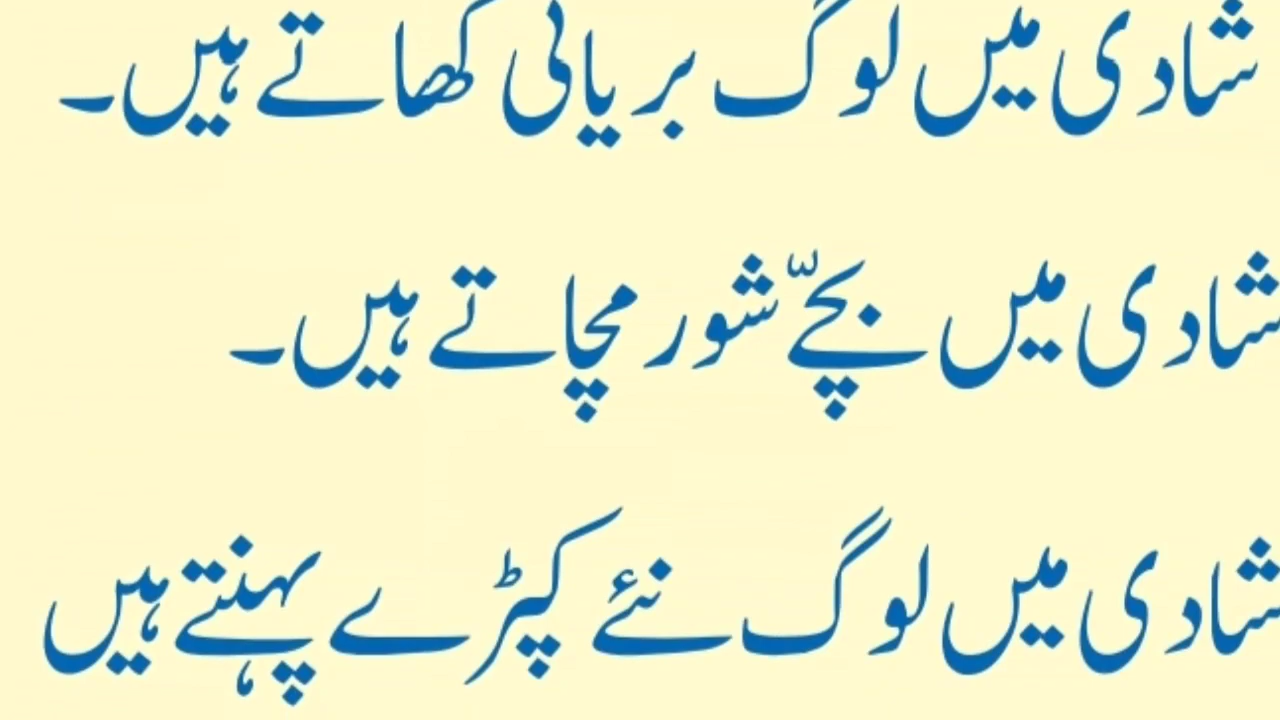 شادی میں لوگ بریانی کھاتے ہیں۔
شادی میں بچّے شور مچاتے ہیں۔
شادی میں لوگ نئے کپڑے پہنتے ہیں